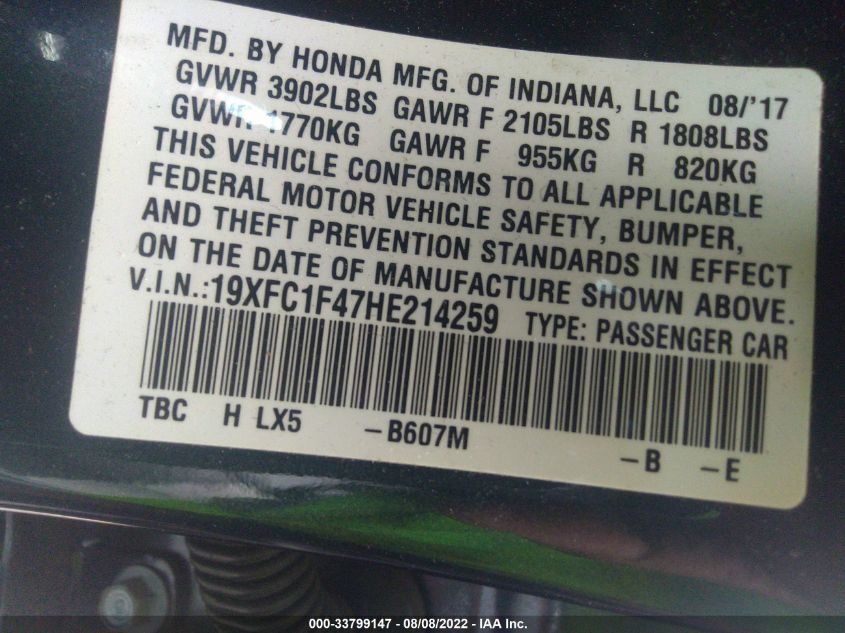 MFD. BY HONDA MFG. OF INDIANA, LLC 08/'17
GVWR 3902LBS GAWR F 2105LBS R 1808LBS
GVWR 1770KG GAWR F 955KG R 820KG
THIS VEHICLE CONFORMS TO ALL APPLICABLE
FEDERAL MOTOR VEHICLE SAFETY, BUMPER,
AND THEFT PREVENTION STANDARDS IN EFFECT
ON THE DATE OF MANUFACTURE SHOWN ABOVE.
V.I.N.:19XFC1F47HE214259 TYPE: PASSENGER CAR
TBC H LX5 –B607M –B –E
000-33799147 - 08/08/2022 - IAA Inc.